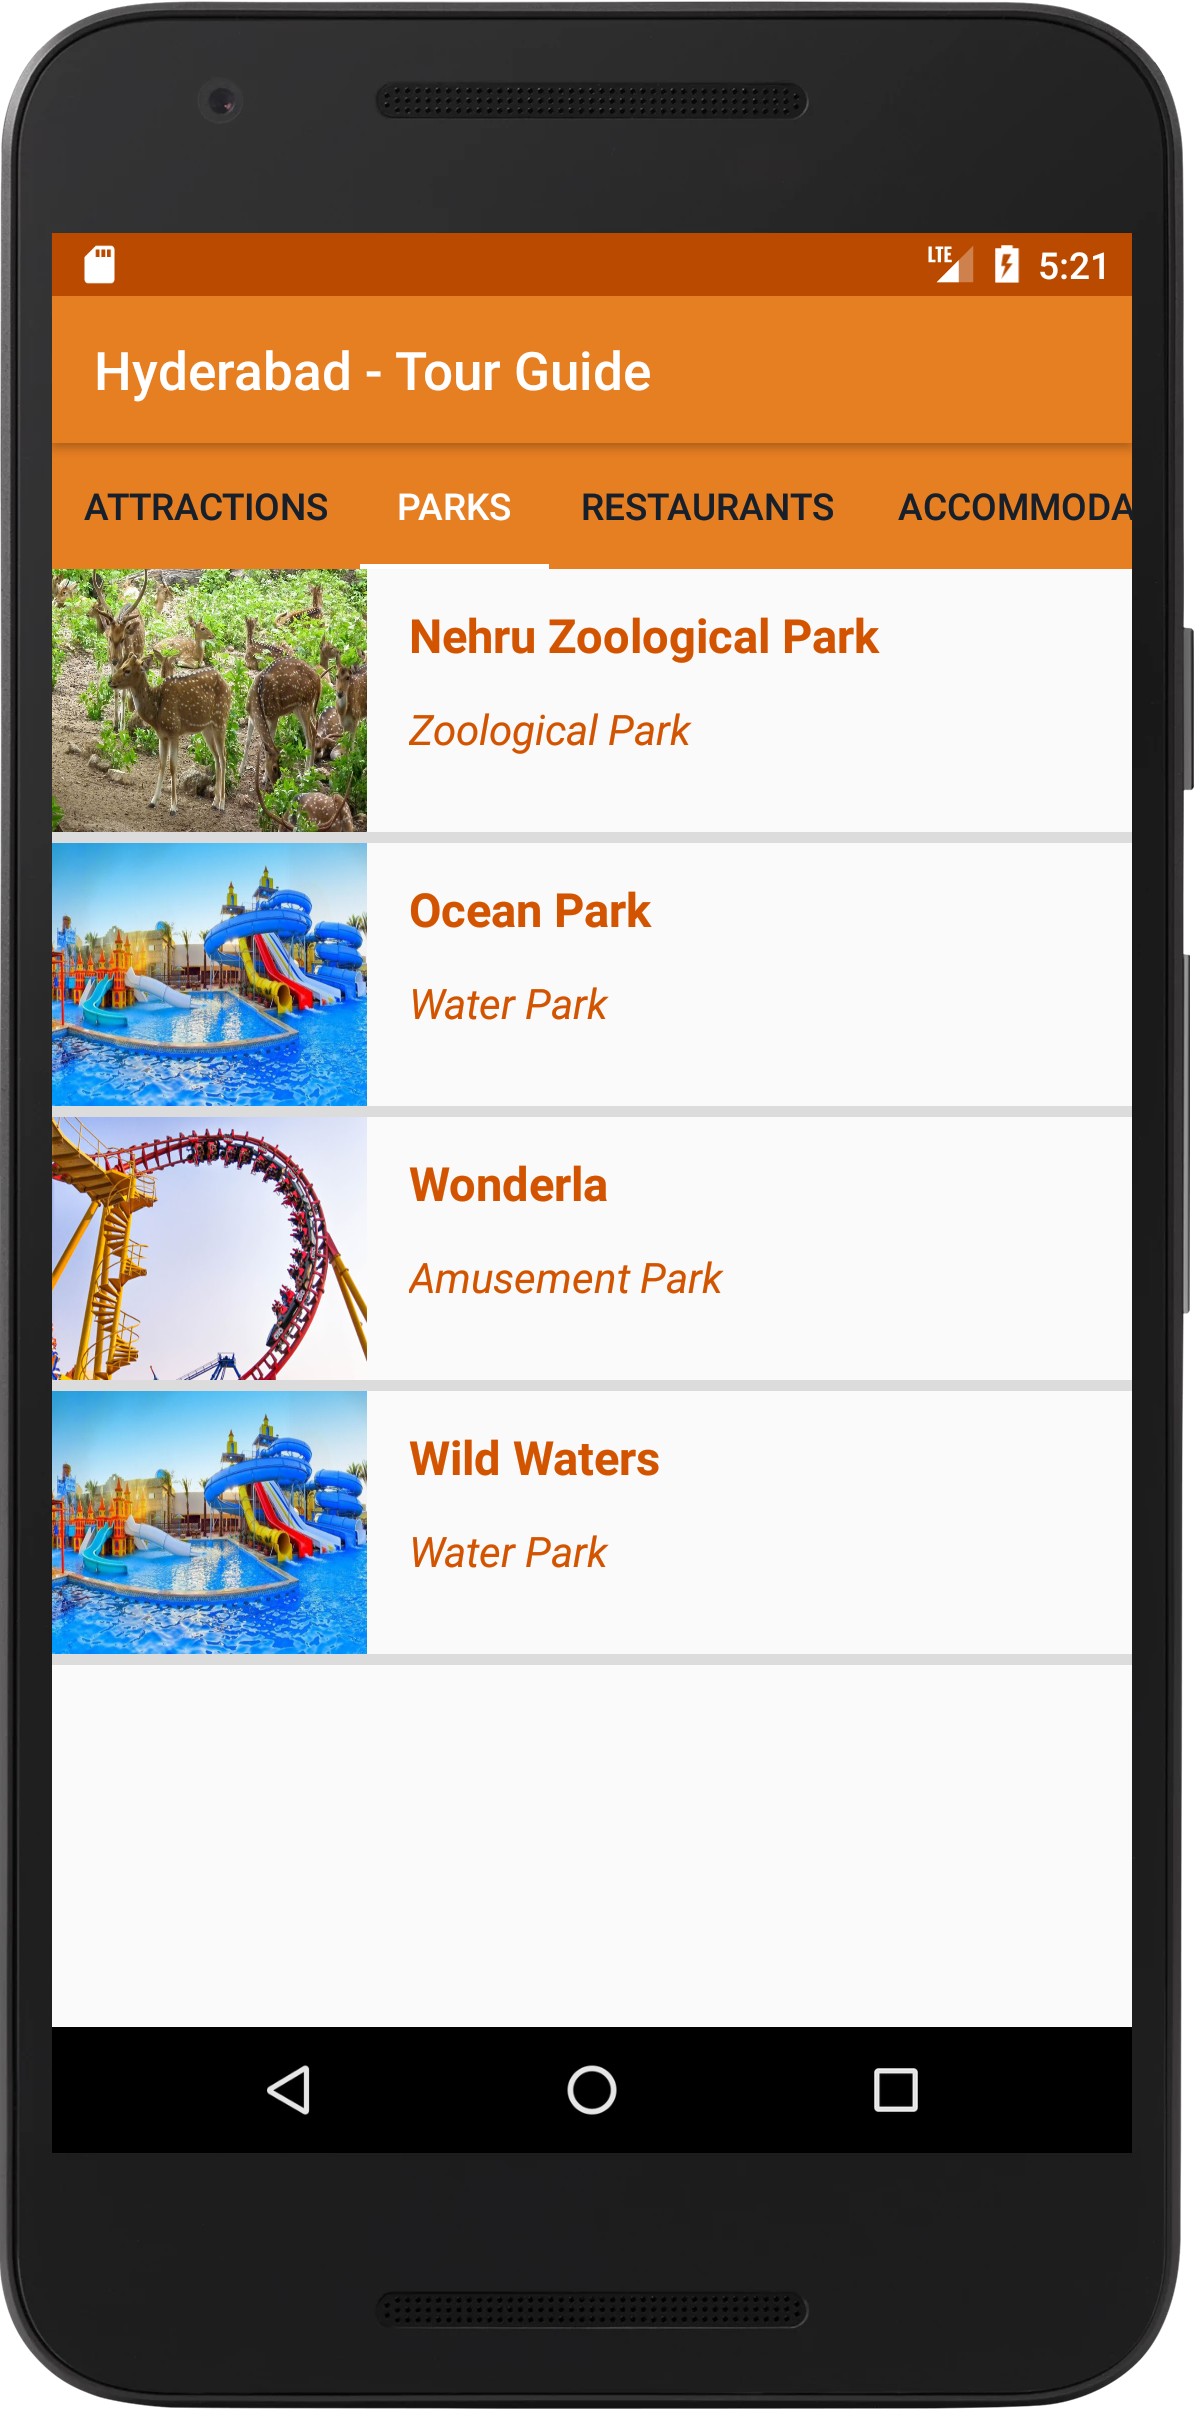 LTE 5:21
Hyderabad - Tour Guide
ATTRACTIONS PARKS RESTAURANTS ACCOMMODA
Nehru Zoological Park
Zoological Park
Ocean Park
Water Park
Wonderla
Amusement Park
Wild Waters
Water Park